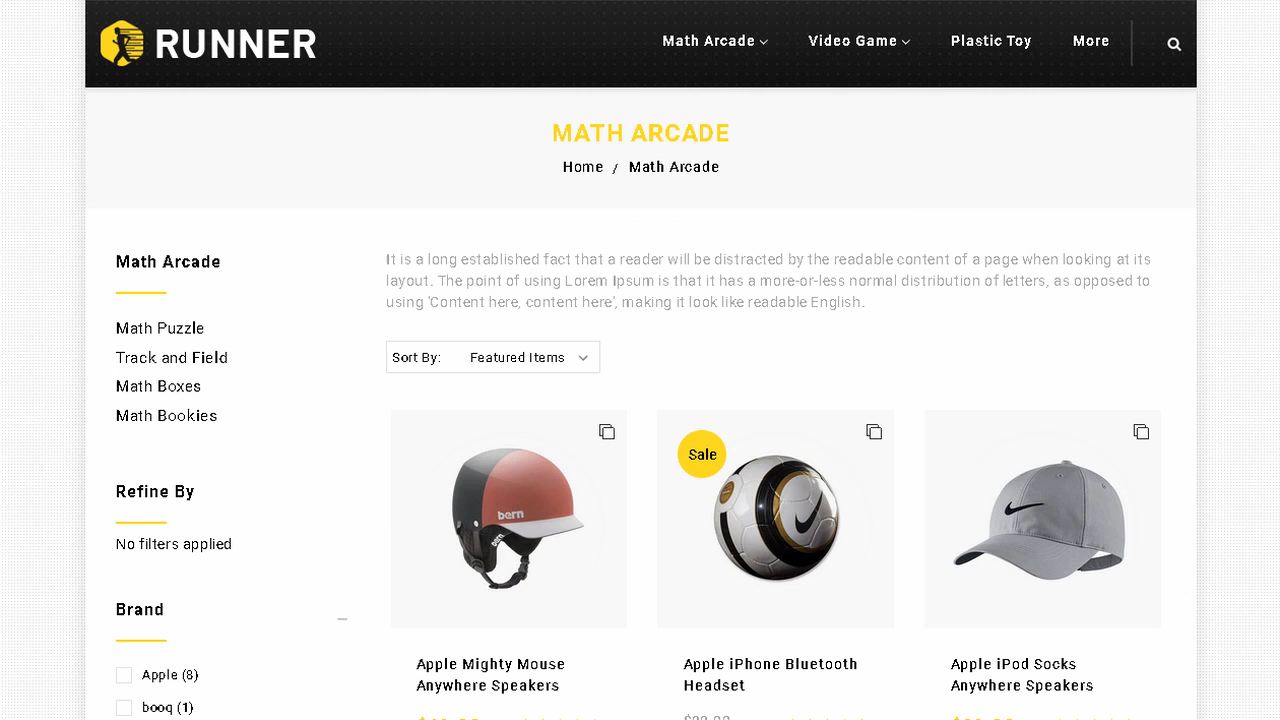 RUNNER
Math Arcade
Video Game
Plastic Toy
More
MATH ARCADE
Home / Math Arcade
Math Arcade
Math Puzzle
Track and Field
Math Boxes
Math Bookies
Refine By
No filters applied
Brand
Apple (8)
booq (1)
It is a long established fact that a reader will be distracted by the readable content of a page when looking at its
layout. The point of using Lorem Ipsum is that it has a more-or-less normal distribution of letters, as opposed to
using 'Content here, content here', making it look like readable English.
Sort By: Featured Items
bern
bern
Sale
Apple Mighty Mouse
Anywhere Speakers
Apple iPhone Bluetooth
Headset
Apple iPod Socks
Anywhere Speakers